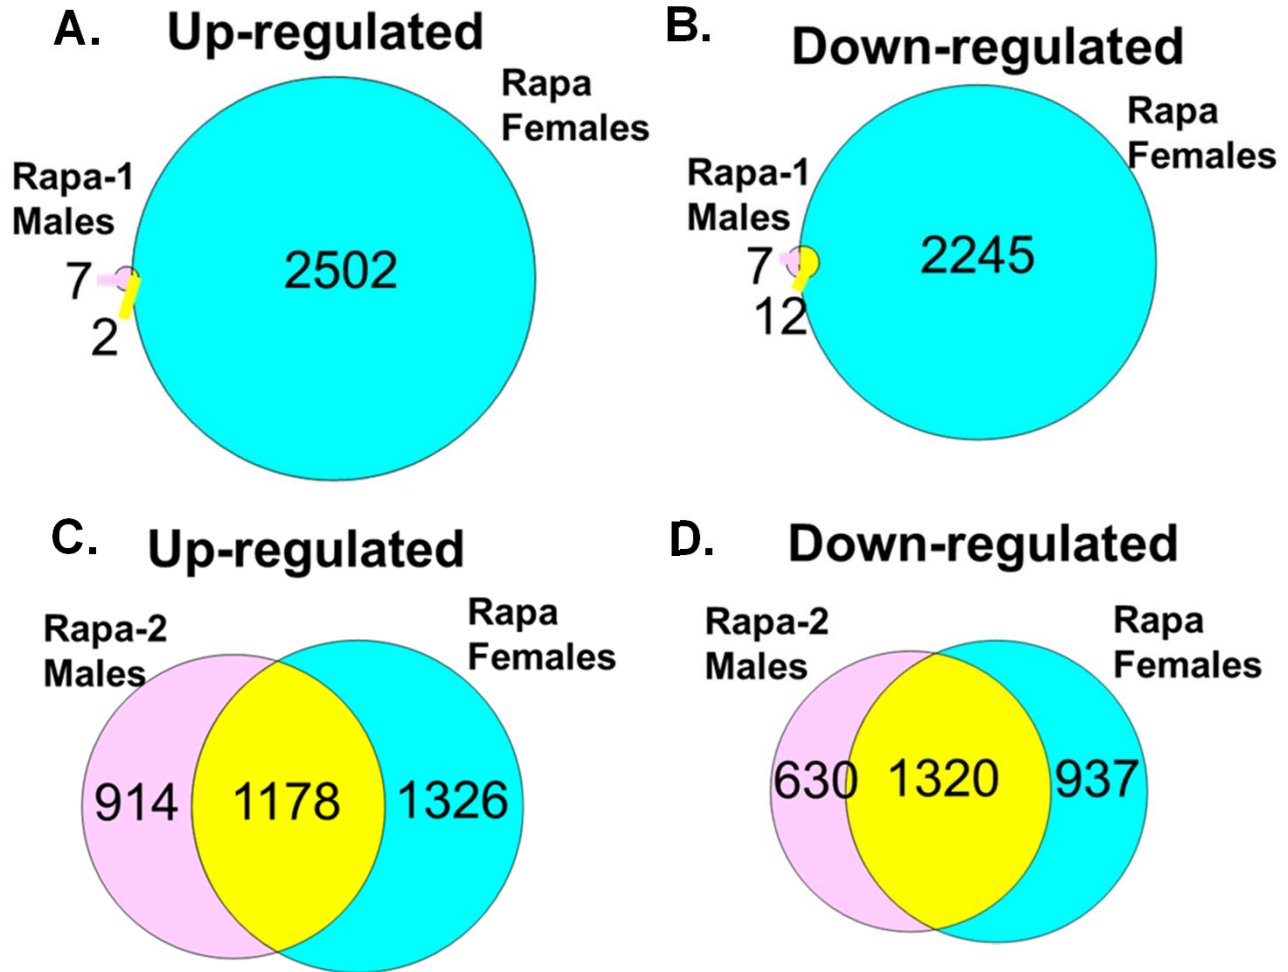 A.
Up-regulated
Rapa
Females
Rapa-1
Males
7
2
2502
B.
Down-regulated
Rapa
Females
Rapa-1
Males
7
12
2245
C.
Up-regulated
Rapa-2
Males
Rapa
Females
914
1178
1326
D.
Down-regulated
Rapa-2
Males
Rapa
Females
630
1320
937